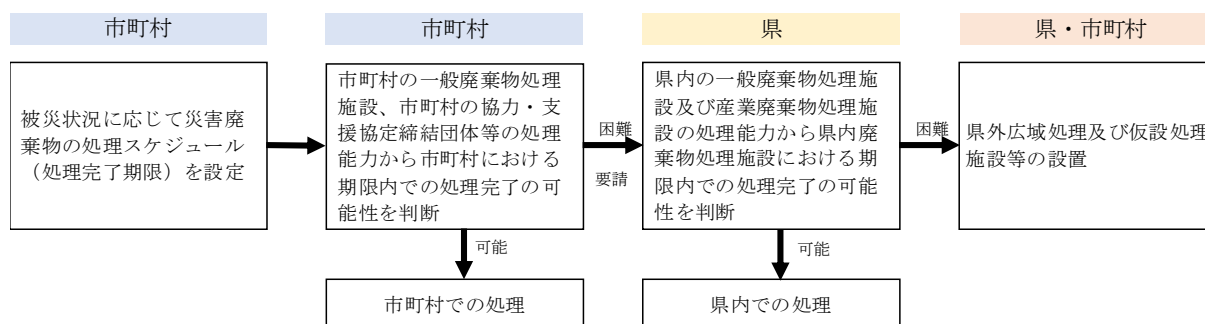 市町村
市町村
県
県・市町村
被災状況に応じて災害廃
棄物の処理スケジュール
（処理完了期限）を設定
市町村の一般廃棄物処理
施設、市町村の協力・支
援協定締結団体等の処理
能力から市町村における
期限内での処理完了の可
能性を判断
困難
要請
県内の一般廃棄物処理施
設及び産業廃棄物処理施
設の処理能力から県内廃
棄物処理施設における期
限内での処理完了の可能
性を判断
困難
県外広域処理及び仮設処理
施設等の設置
可能
可能
市町村での処理
県内での処理